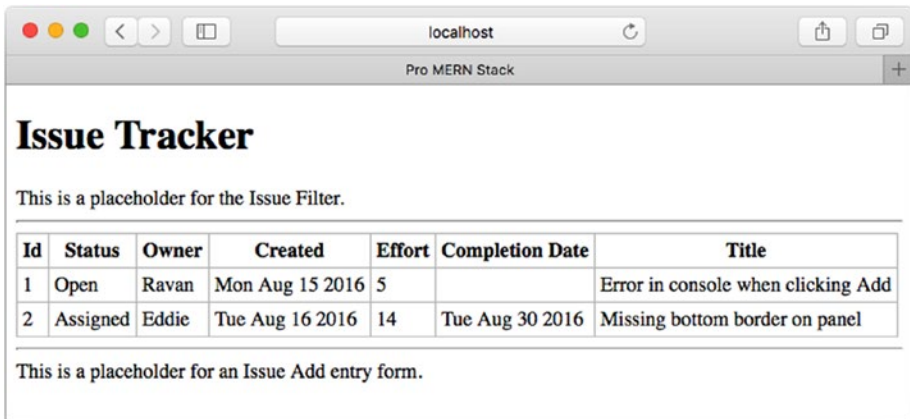 localhost
Pro MERN Stack
+
Issue Tracker
This is a placeholder for the Issue Filter.
Id Status Owner Created Effort Completion Date Title
1 Open Ravan Mon Aug 15 2016 5 Error in console when clicking Add
2 Assigned Eddie Tue Aug 16 2016 14 Tue Aug 30 2016 Missing bottom border on panel
This is a placeholder for an Issue Add entry form.